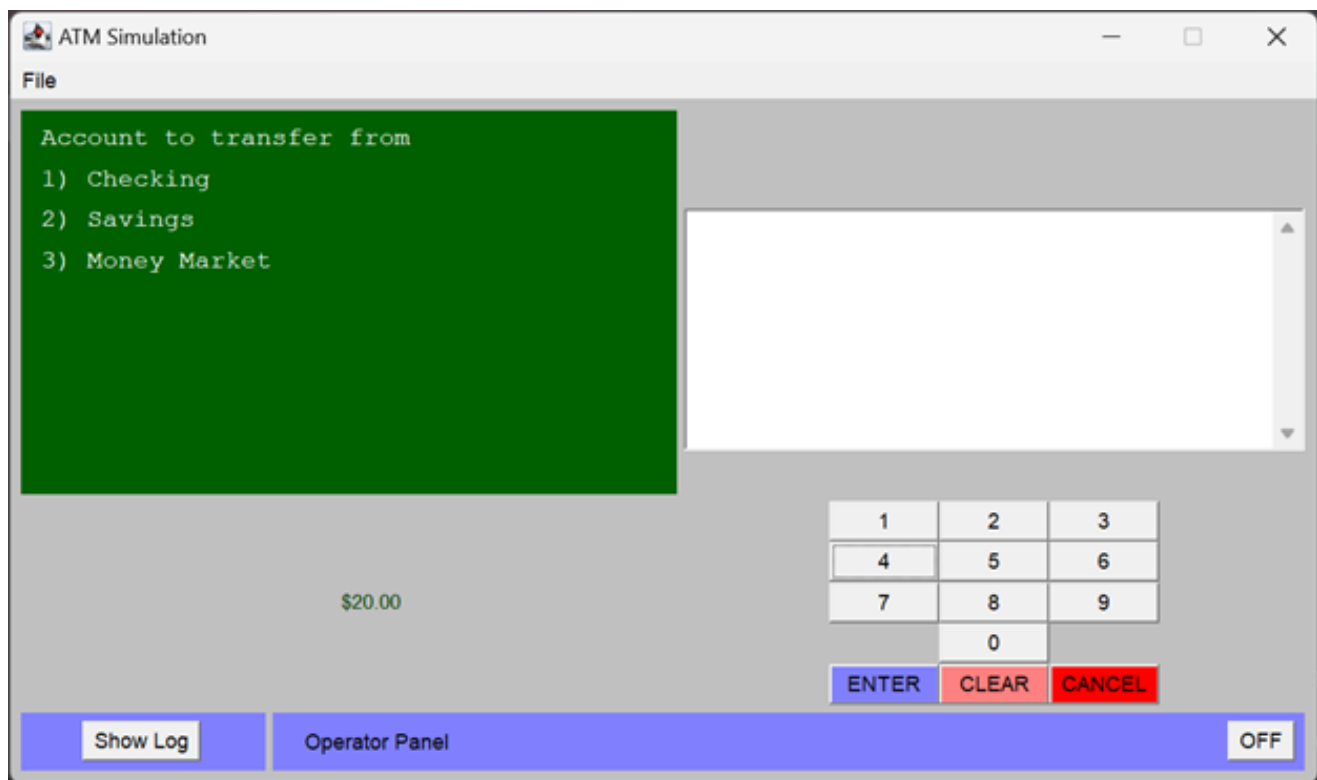 ATM Simulation
File
Account to transfer from
1) Checking
2) Savings
3) Money Market
1 2 3
4 5 6
$20.00
7 8 9
0
ENTER CLEAR CANCEL
Show Log
Operator Panel
OFF